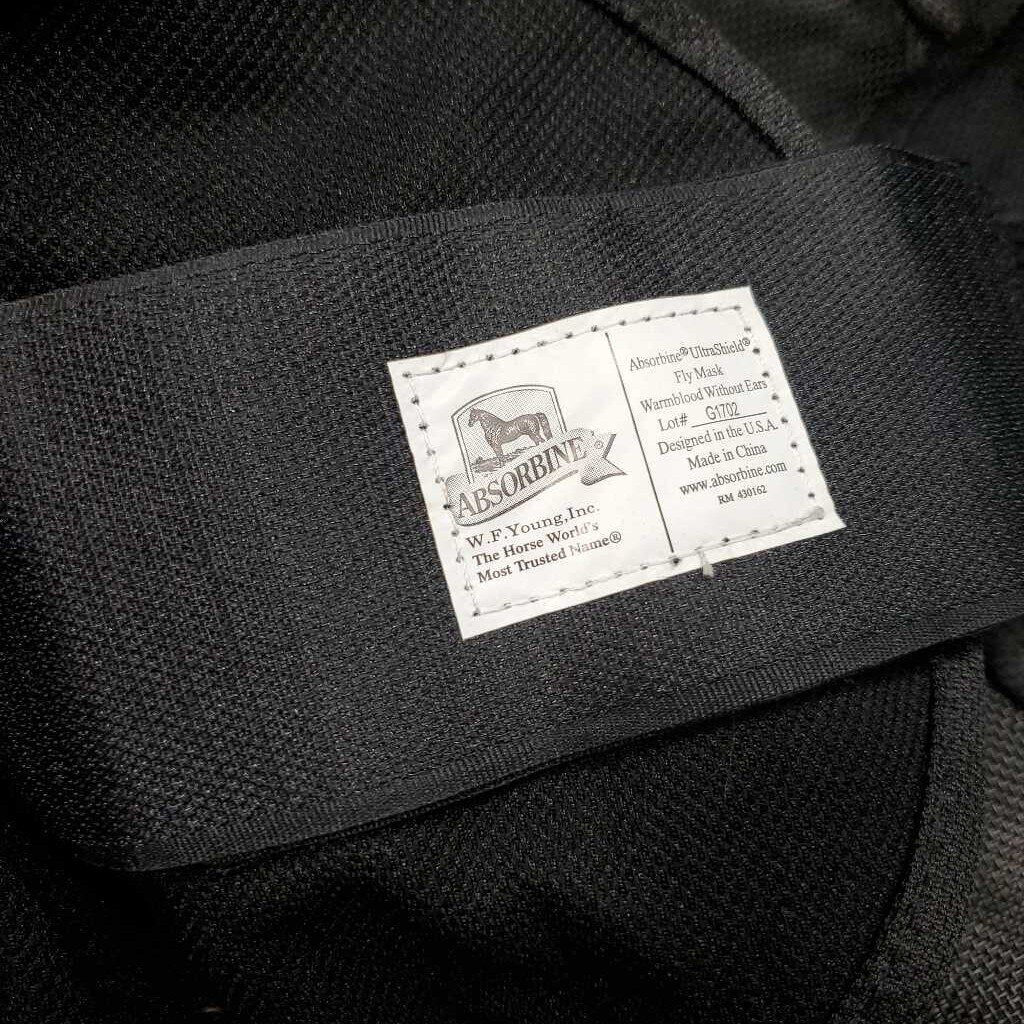 ABSORBINE
W.F.Young,Inc.
The Horse World's
Most Trusted Name®
Absorbine® UltraShield®
Fly Mask
Warmblood Without Ears
Lot# G1702
Designed in the U.S.A.
Made in China
www.absorbine.com
RM 430162